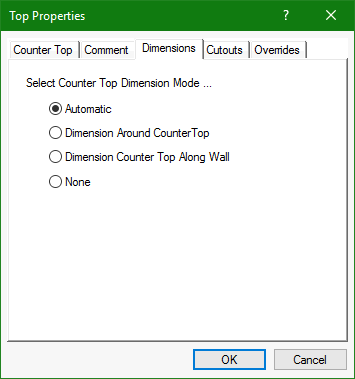 Top Properties ?
Counter Top Comment Dimensions Cutouts Overrides
Select Counter Top Dimension Mode ...
Automatic
Dimension Around CounterTop
Dimension Counter Top Along Wall
None
OK Cancel